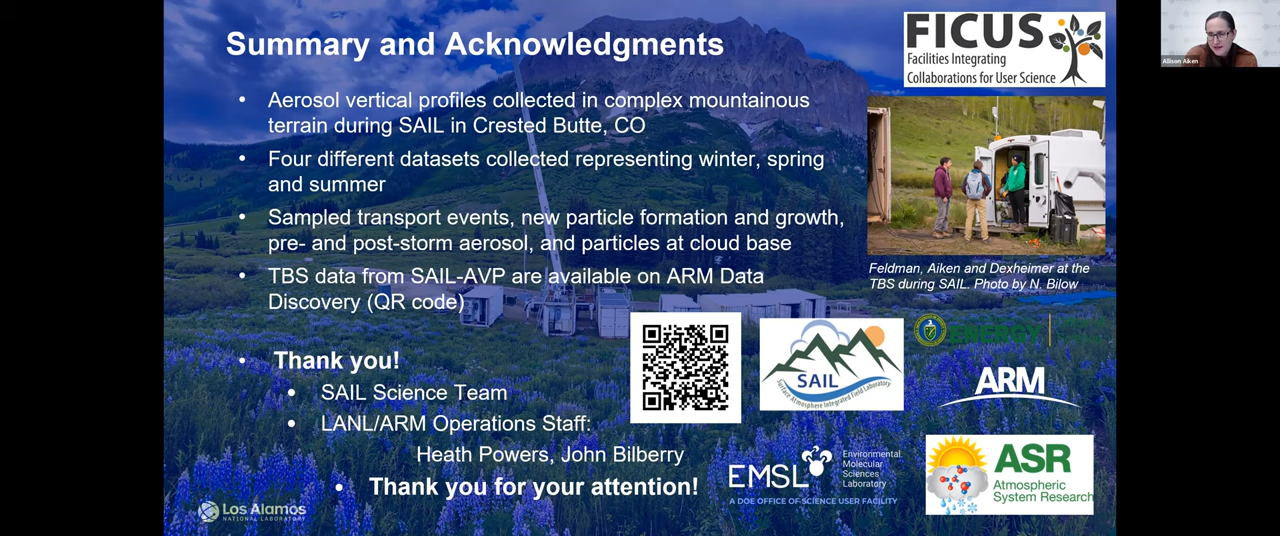 Summary and Acknowledgments
FICUS
Facilities Integrating
Collaborations for User Science
Allison Aiken
• Aerosol vertical profiles collected in complex mountainous
terrain during SAIL in Crested Butte, CO
• Four different datasets collected representing winter, spring
and summer
• Sampled transport events, new particle formation and growth,
pre- and post-storm aerosol, and particles at cloud base
• TBS data from SAIL-AVP are available on ARM Data
Discovery (QR code)
Feldman, Aiken and Dexheimer at the
TBS during SAIL. Photo by N. Bilow
• Thank you!
• SAIL Science Team
• LANL/ARM Operations Staff:
Heath Powers, John Bilberry
• Thank you for your attention!
SAIL
Surface Atmosphere Integrated Field Laboratory
ENERGY
ARM
EMSL
Environmental
Molecular
Sciences
Laboratory
A DOE OFFICE OF SCIENCE USER FACILITY
ASR
Atmospheric
System Research
Los Alamos
NATIONAL LABORATORY